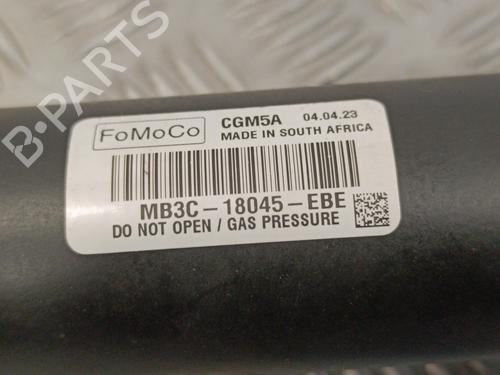 FoMoCo CGM5A 04.04.23
MADE IN SOUTH AFRICA
MB3C-18045-EBE
DO NOT OPEN / GAS PRESSURE
B-PARTS